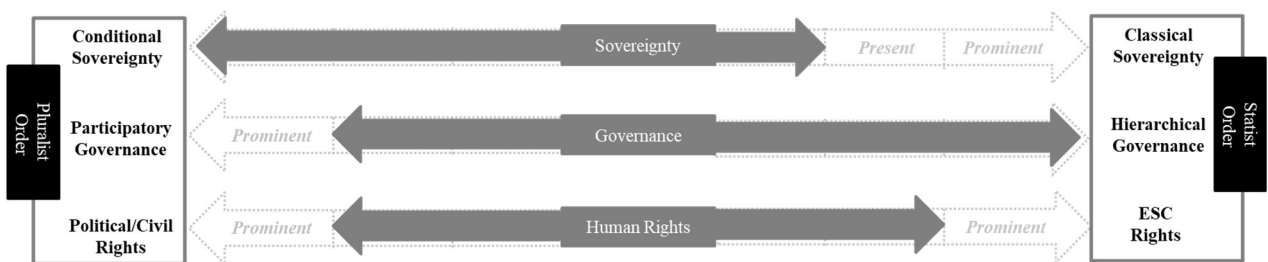 Pluralist
Order
Conditional
Sovereignty
Sovereignty
Present
Prominent
Classical
Sovereignty
Participatory
Governance
Prominent
Governance
Hierarchical
Governance
Political/Civil
Rights
Prominent
Human Rights
Prominent
ESC
Rights
Statist
Order